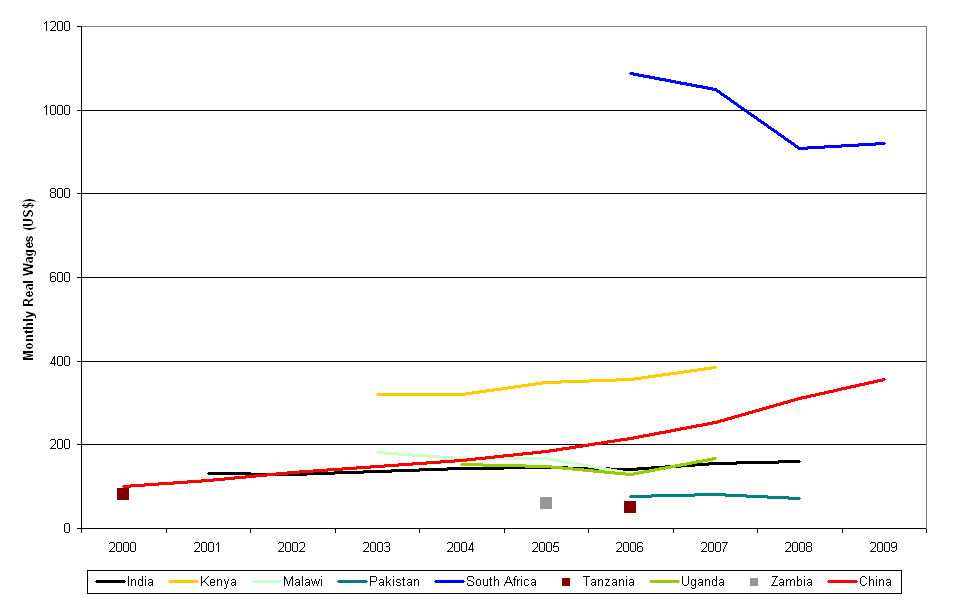 1200
1000
800
600
400
200
0
Monthly Real Wages (US$)
2000 2001 2002 2003 2004 2005 2006 2007 2008 2009
India Kenya Malawi Pakistan South Africa Tanzania Uganda Zambia China